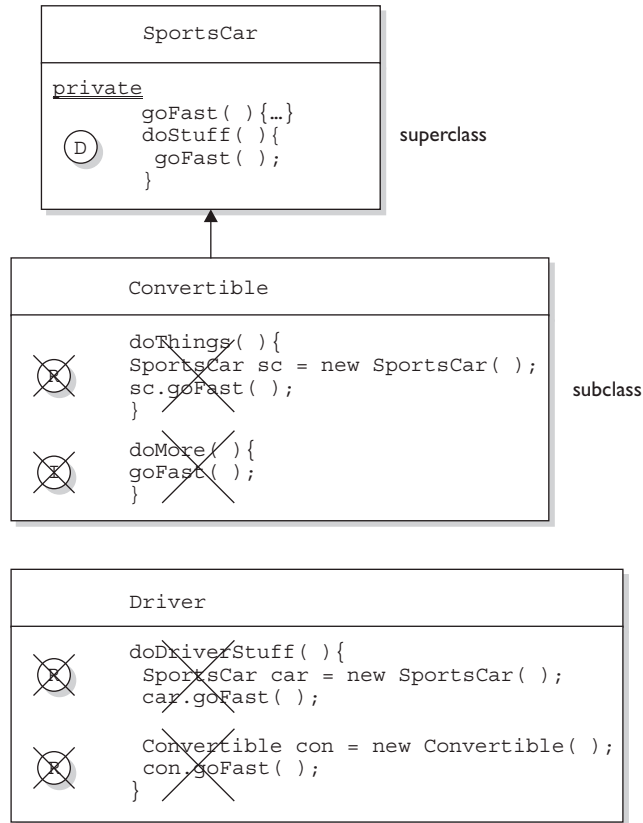 SportsCar
private
goFast( ){…}
D
doStuff( ){
goFast( );
}
superclass
Convertible
doThings( ){
R
SportsCar sc = new SportsCar( );
sc.goFast( );
}
subclass
doMore( ){
I
goFast( );
}
Driver
doDriverStuff( ){
R
SportsCar car = new SportsCar( );
car.goFast( );
Convertible con = new Convertible( );
R
con.goFast( );
}